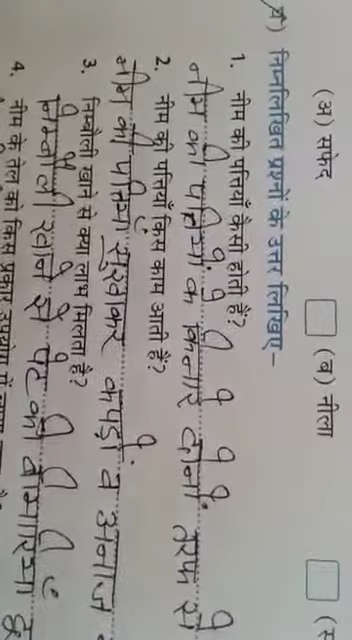 (अ) सफेद (ब) नीला
निम्नलिखित प्रश्नों के उत्तर लिखिए–
1. नीम की पत्तियाँ कैसी होती हैं?
नीम की पत्तियों के किनारे दोनों तरफ से
2. नीम की पत्तियाँ किस काम आती हैं?
नीम की पत्तियाँ सुखाकर कपड़ों व अनाज
3. निम्बौली खाने से क्या लाभ मिलता है?
निम्बोली खाने से पेट की बीमारियाँ
4. नीम के तेल को किस प्रकार उपयोग में